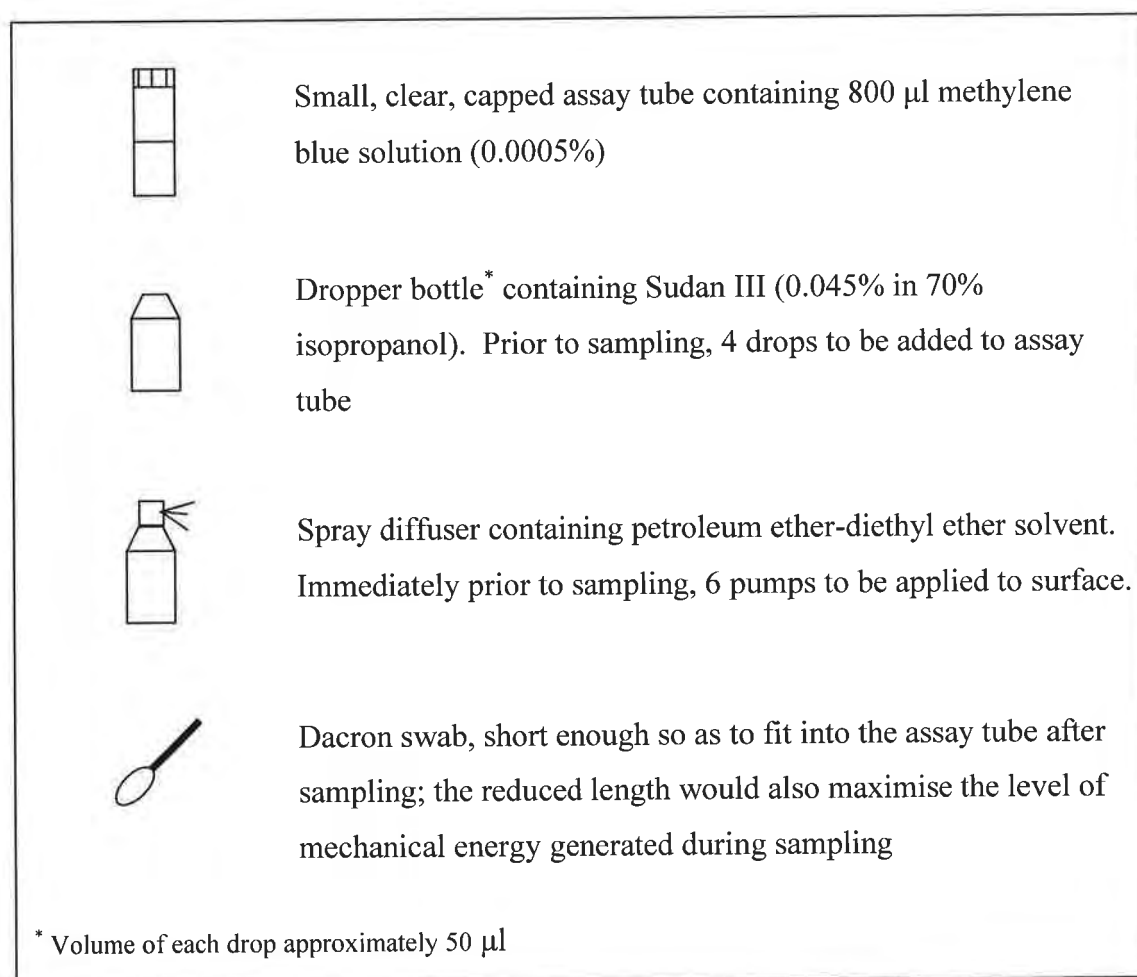 Small, clear, capped assay tube containing 800 μl methylene
blue solution (0.0005%)
Dropper bottle* containing Sudan III (0.045% in 70%
isopropanol). Prior to sampling, 4 drops to be added to assay
tube
Spray diffuser containing petroleum ether-diethyl ether solvent.
Immediately prior to sampling, 6 pumps to be applied to surface.
Dacron swab, short enough so as to fit into the assay tube after
sampling; the reduced length would also maximise the level of
mechanical energy generated during sampling
* Volume of each drop approximately 50 μl